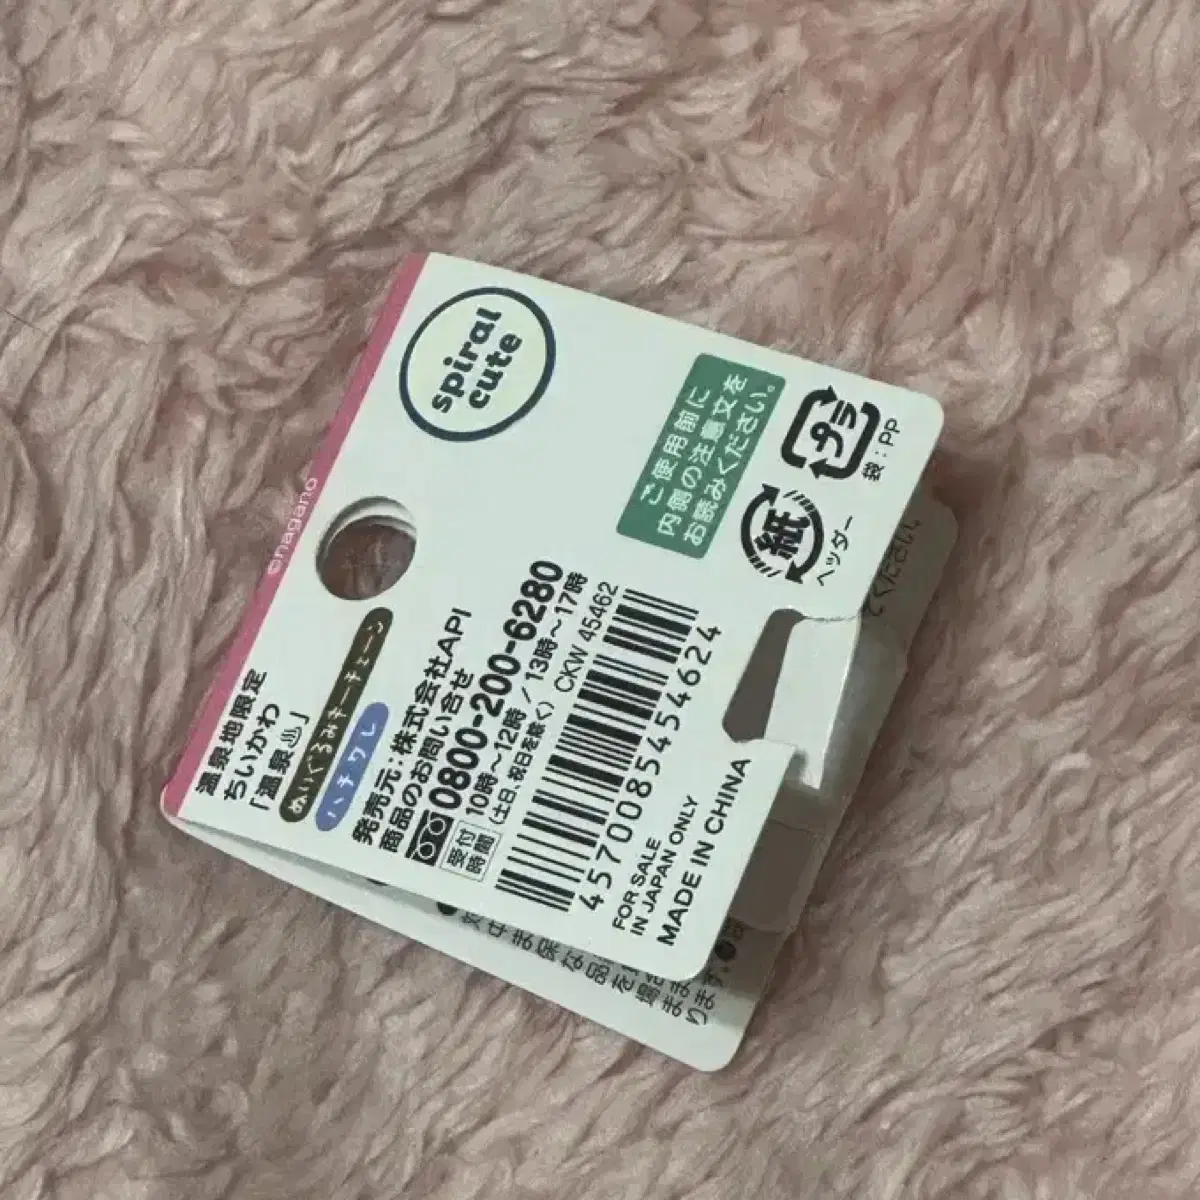 spiral
cute
©nagano
ご使用前に
内側の注意文を
お読みください。
プラ
袋:PP
紙
ヘッダー
温泉地限定
ちいかわ
「温泉♨」
ぬいぐるみキーチェーン
ハチワレ
発売元:株式会社API
商品のお問い合せ
0800-200-6280
受付
時間
10時〜12時 / 13時〜17時
(土日、祝日を除く)
CKW 45462
4570085454624
FOR SALE
IN JAPAN ONLY
MADE IN CHINA
てください。